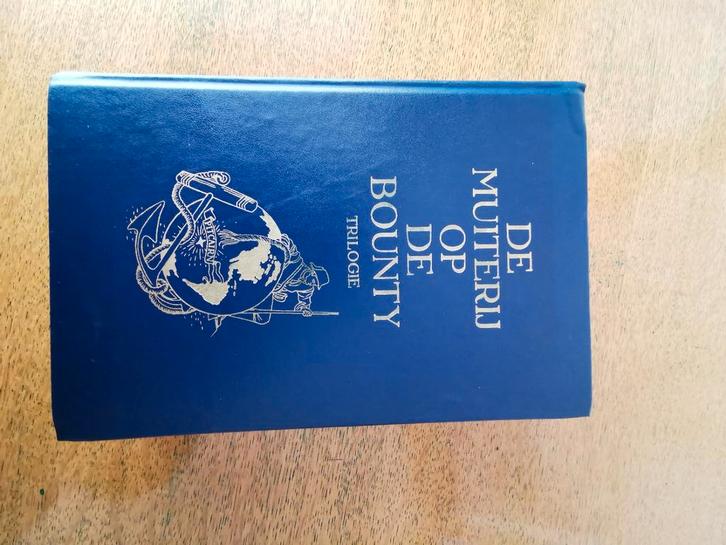 DE
MUITERIJ
OP
DE
BOUNTY
TRILOGIE